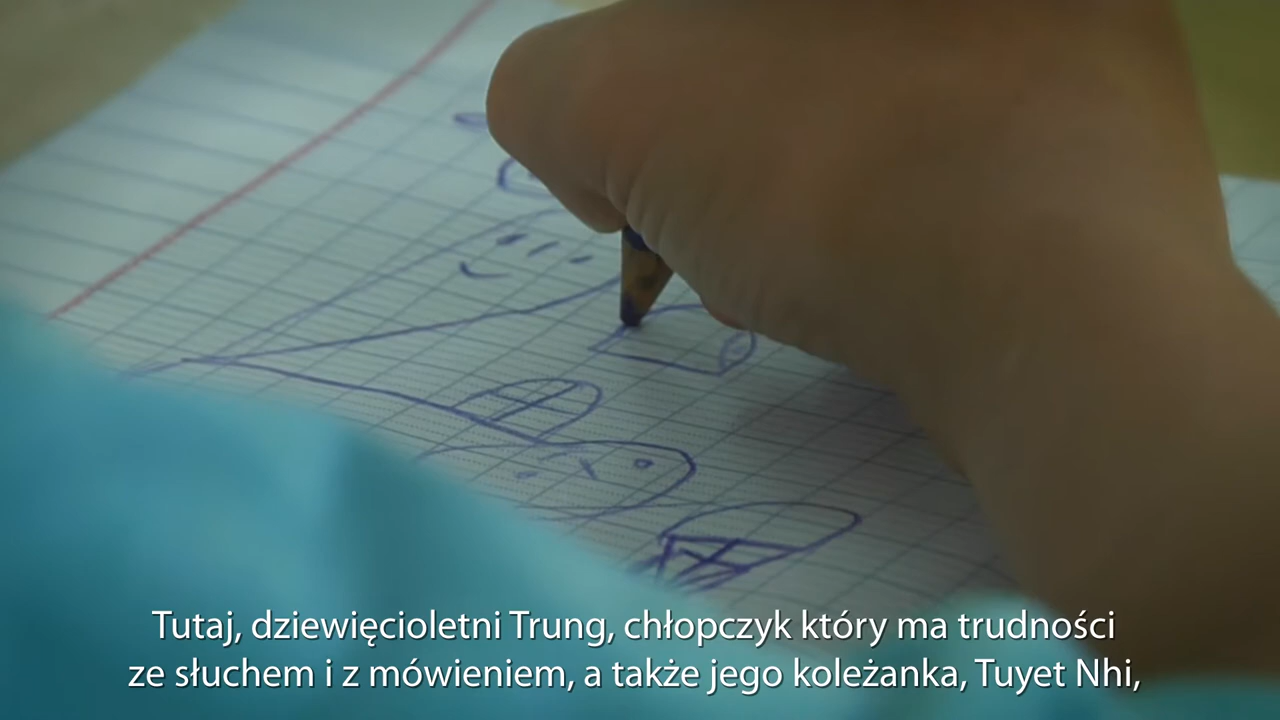 Tutaj, dziewięcioletni Trung, chłopczyk który ma trudności
ze słuchem i z mówieniem, a także jego koleżanka, Tuyet Nhi,